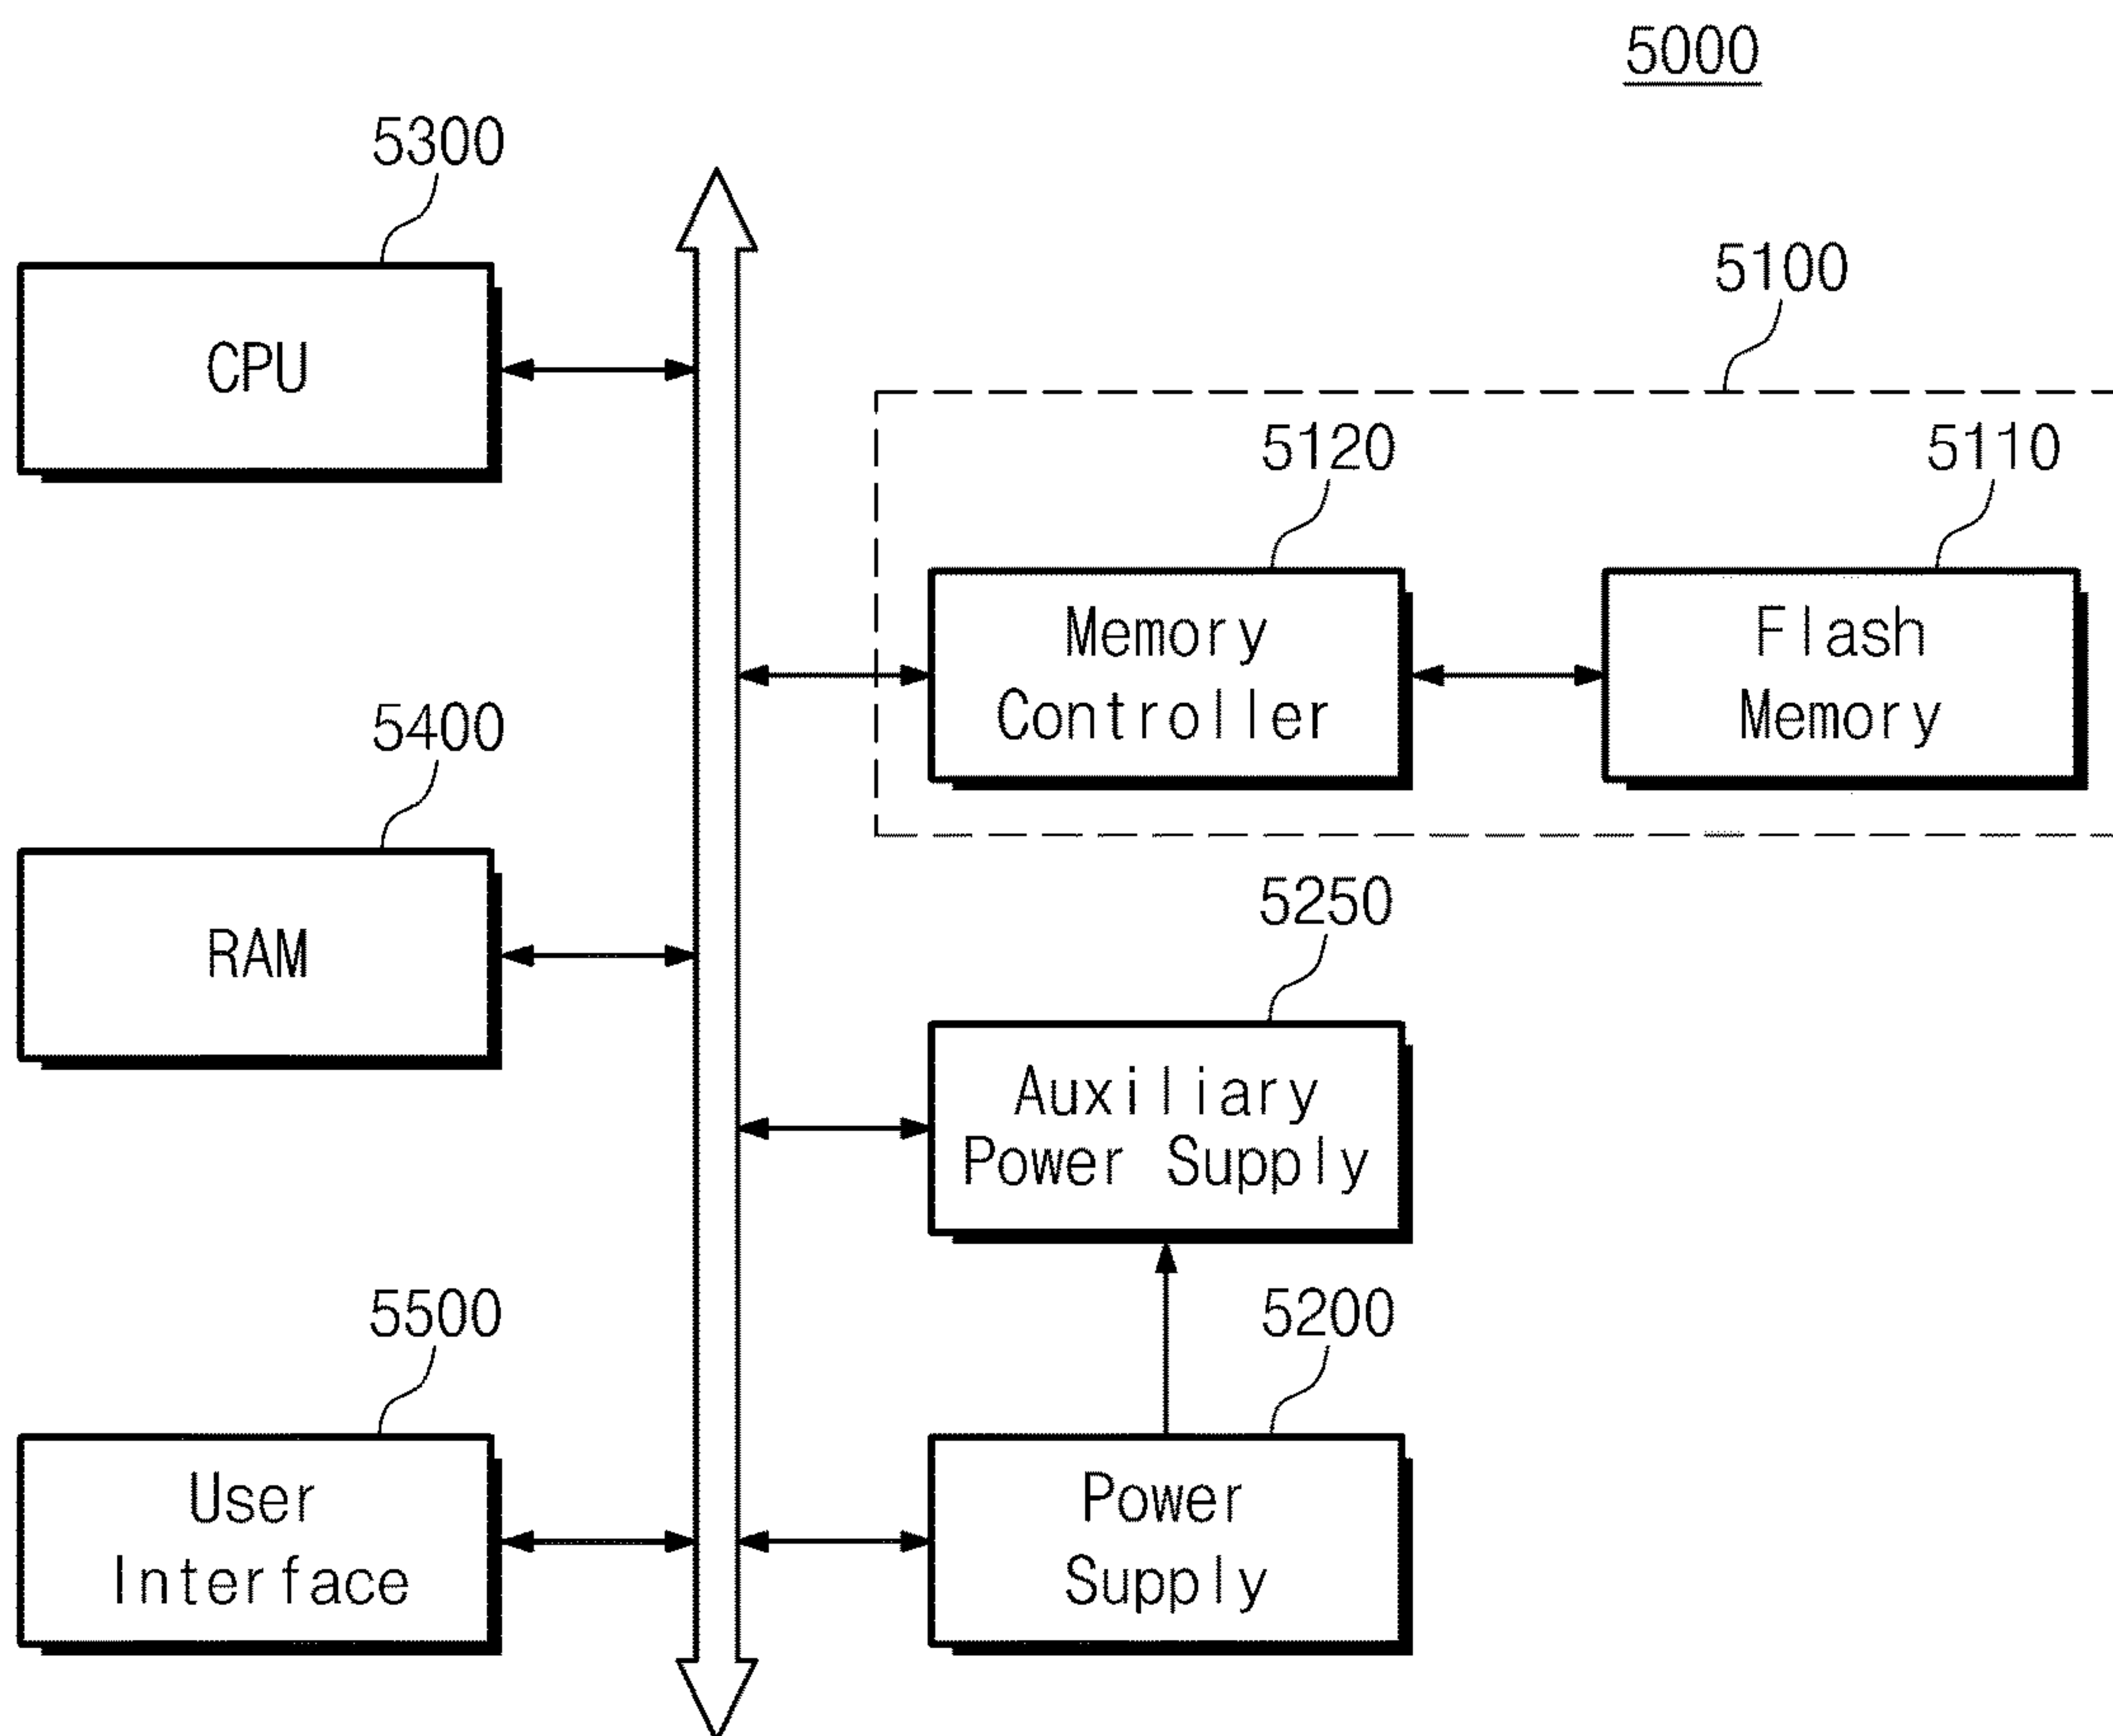 5000
5300
CPU
5100
5120
5110
Memory
Controller
Flash
Memory
5400
RAM
5250
Auxiliary
Power Supply
5500
User
Interface
5200
Power
Supply